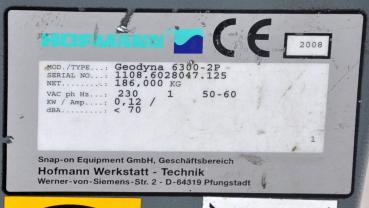 HOFMANN CE 2008
MOD./TYPE...: Geodyna 6300-2P
SERIAL NO...: 1108.6028047.125
NET.........: 186,000 KG
VAC ph Hz...: 230 1 50-60
KW / Amp....: 0,12 /
dBA.........: < 70
1
Snap-on Equipment GmbH, Geschäftsbereich
Hofmann Werkstatt - Technik
Werner-von-Siemens-Str. 2 - D-64319 Pfungstadt